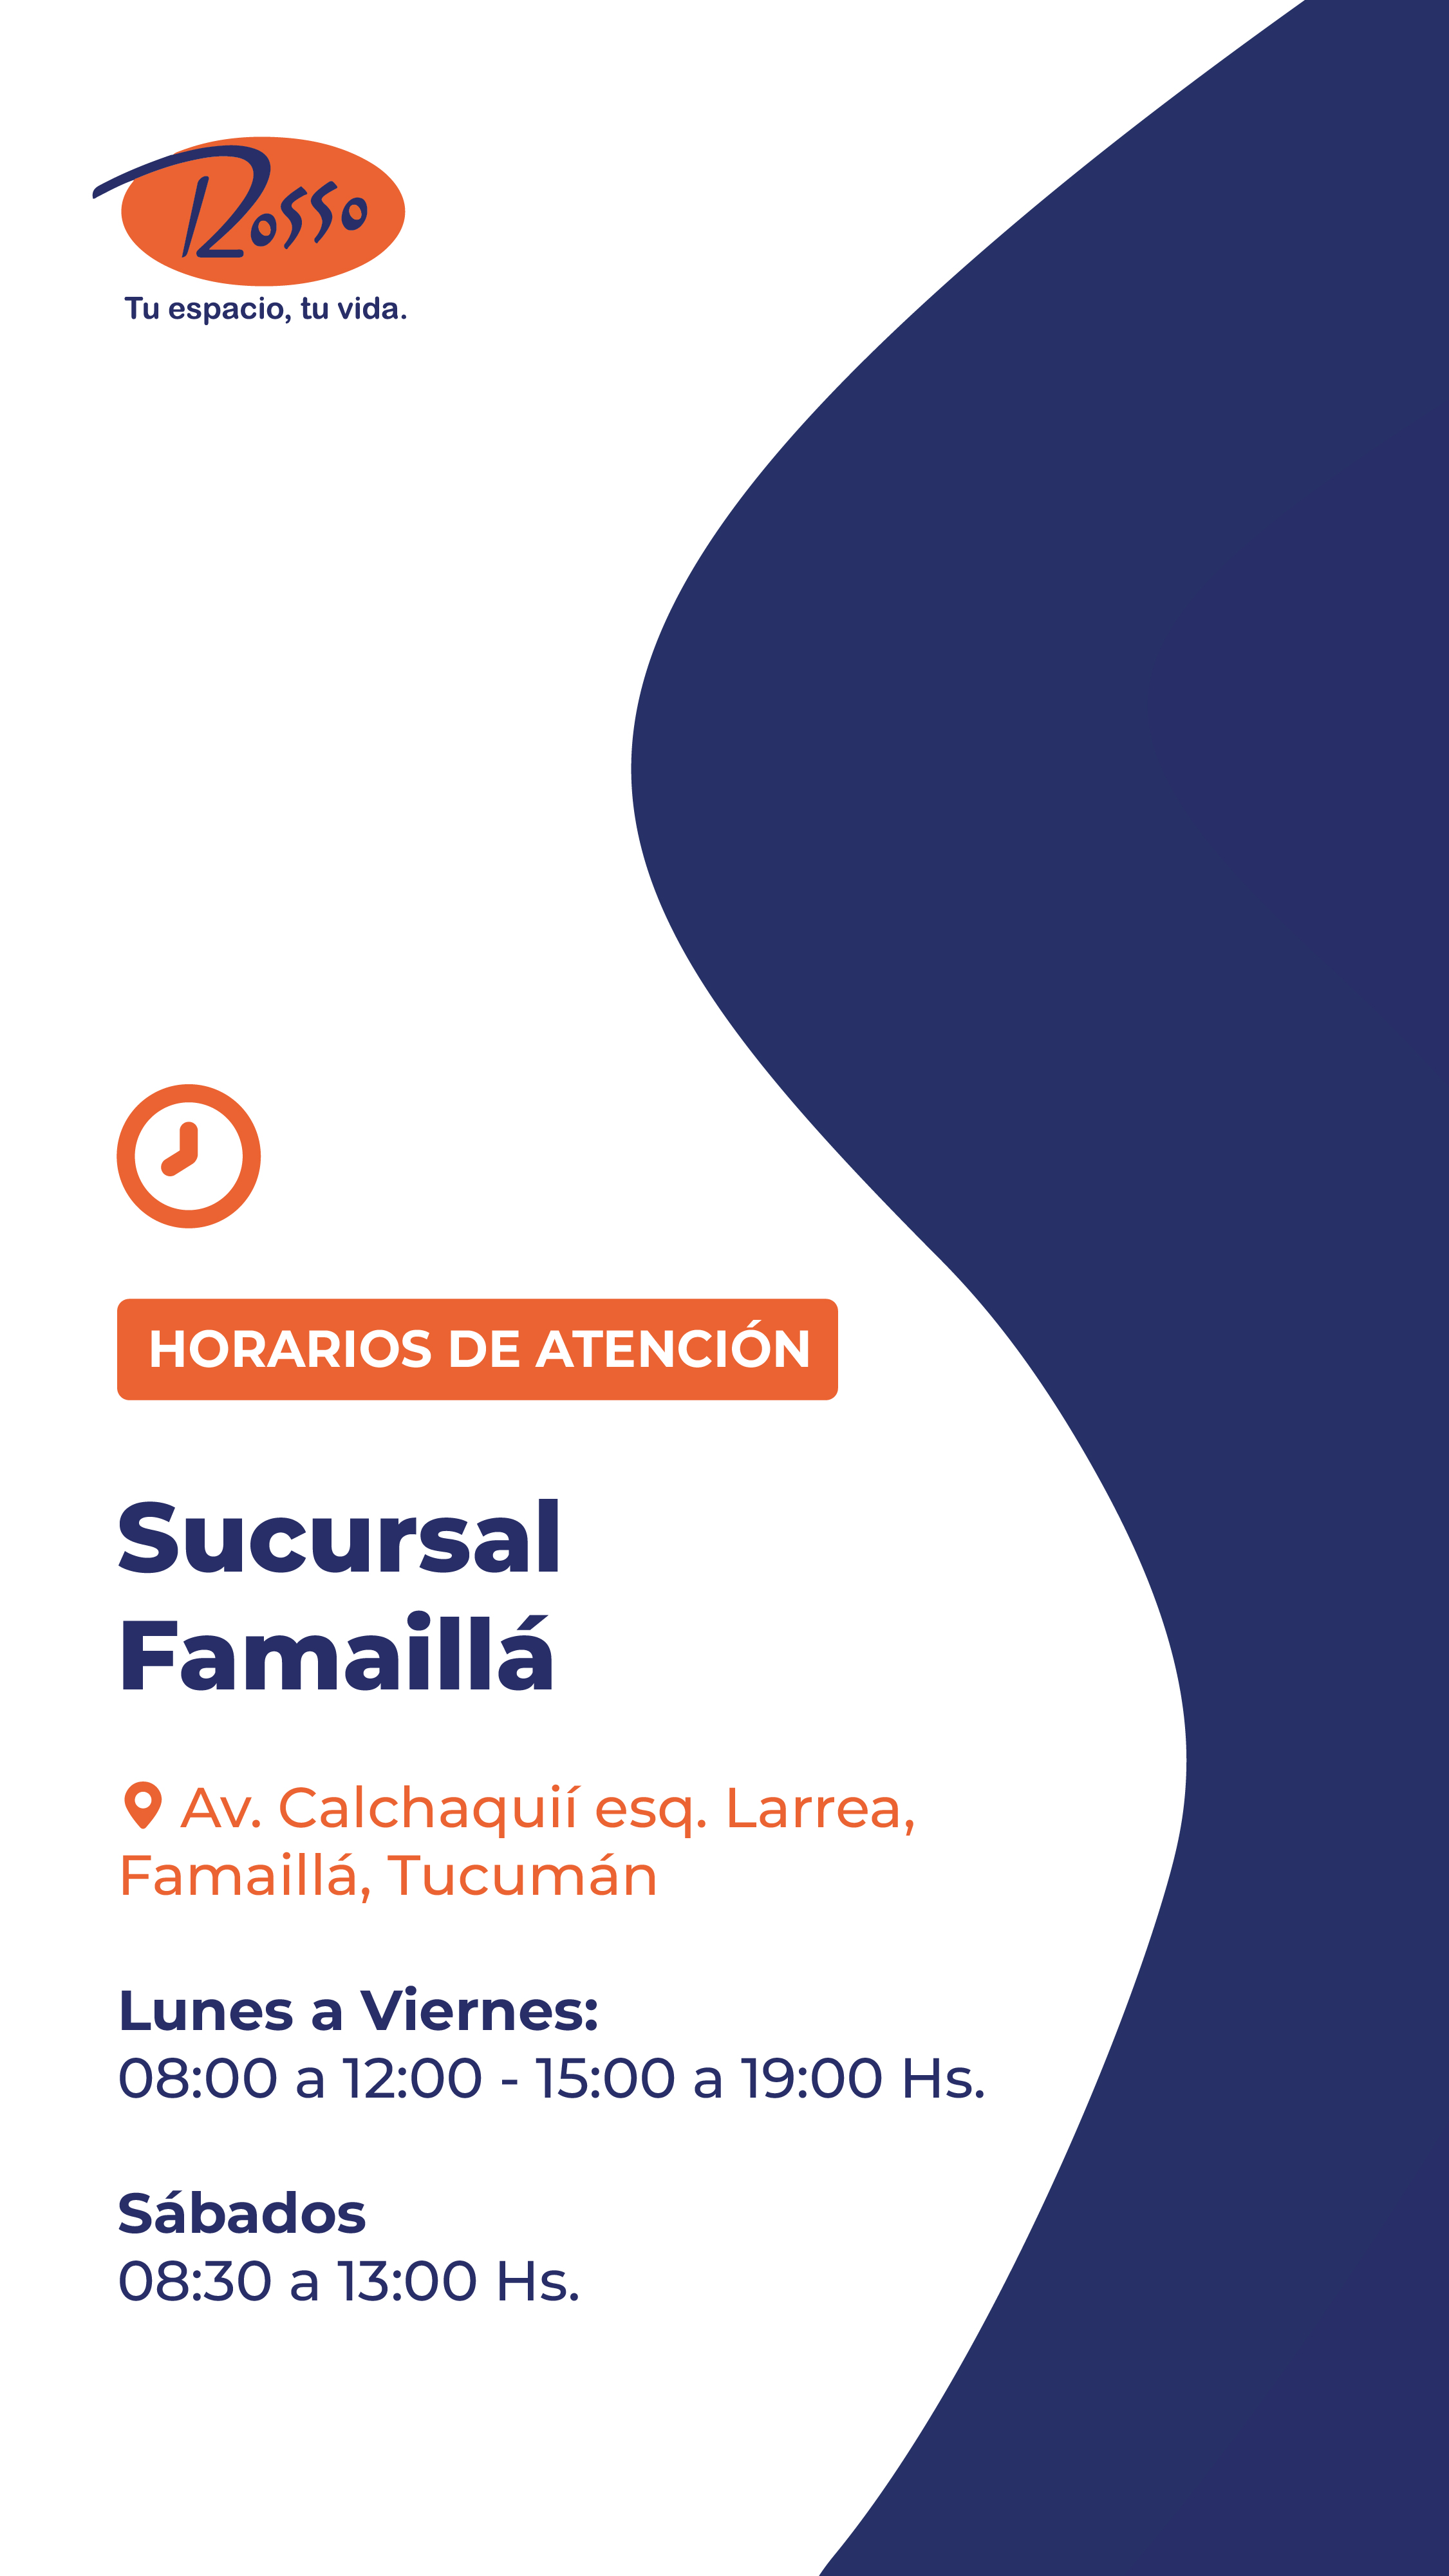 Rosso
Tu espacio, tu vida.
HORARIOS DE ATENCIÓN
Sucursal
Famaillá
Av. Calchaquií esq. Larrea,
Famaillá, Tucumán
Lunes a Viernes:
08:00 a 12:00 - 15:00 a 19:00 Hs.
Sábados
08:30 a 13:00 Hs.